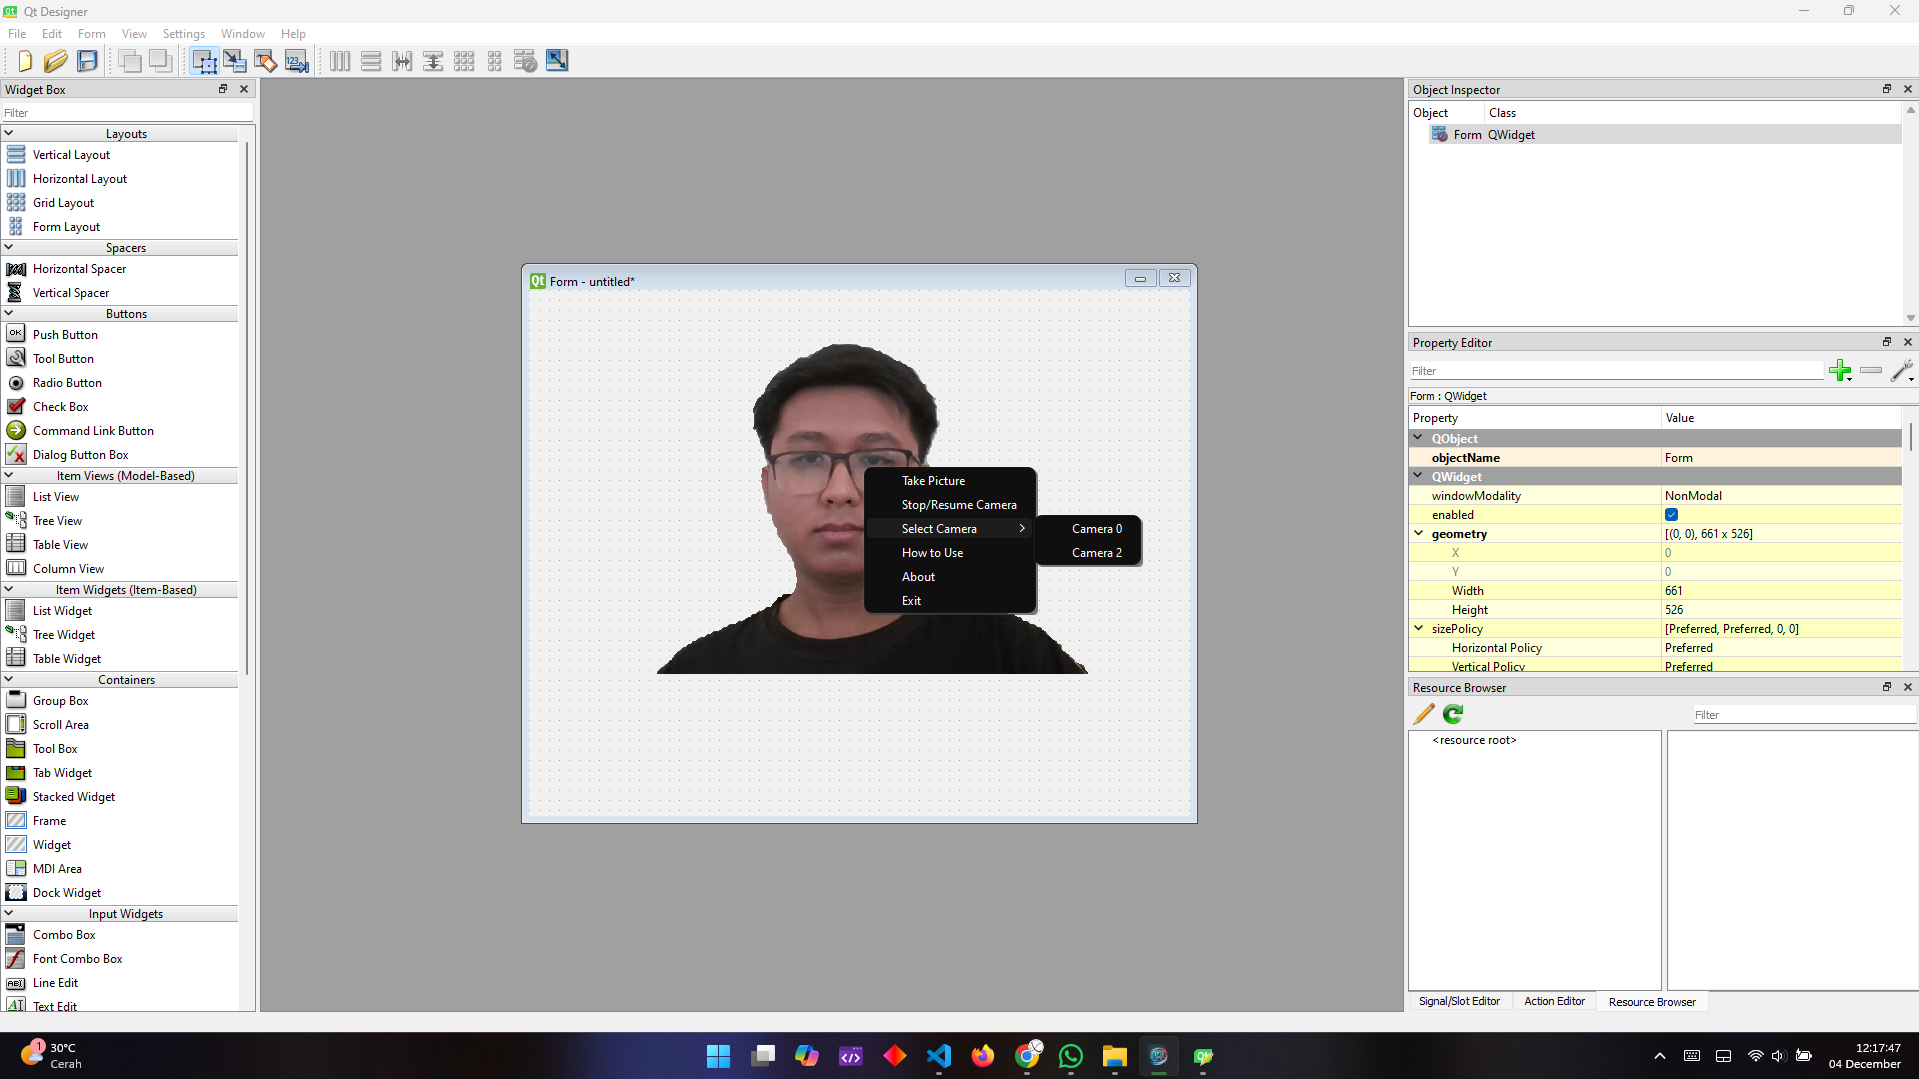 Qt Designer
File Edit Form View Settings Window Help
Widget Box
Filter
Layouts
Vertical Layout
Horizontal Layout
Grid Layout
Form Layout
Spacers
Horizontal Spacer
Vertical Spacer
Buttons
Push Button
Tool Button
Radio Button
Check Box
Command Link Button
Dialog Button Box
Item Views (Model-Based)
List View
Tree View
Table View
Column View
Item Widgets (Item-Based)
List Widget
Tree Widget
Table Widget
Containers
Group Box
Scroll Area
Tool Box
Tab Widget
Stacked Widget
Frame
Widget
MDI Area
Dock Widget
Input Widgets
Combo Box
Font Combo Box
Line Edit
Text Edit
Form - untitled*
Take Picture
Stop/Resume Camera
Select Camera
How to Use
About
Exit
Camera 0
Camera 2
Object Inspector
Object Class
Form QWidget
Property Editor
Filter
Form : QWidget
Property Value
QObject
objectName Form
QWidget
windowModality NonModal
enabled
geometry [(0, 0), 661 x 526]
X 0
Y 0
Width 661
Height 526
sizePolicy [Preferred, Preferred, 0, 0]
Horizontal Policy Preferred
Vertical Policy Preferred
Resource Browser
Filter
<resource root>
Signal/Slot Editor Action Editor Resource Browser
1
30°C
Cerah
12:17:47
04 December